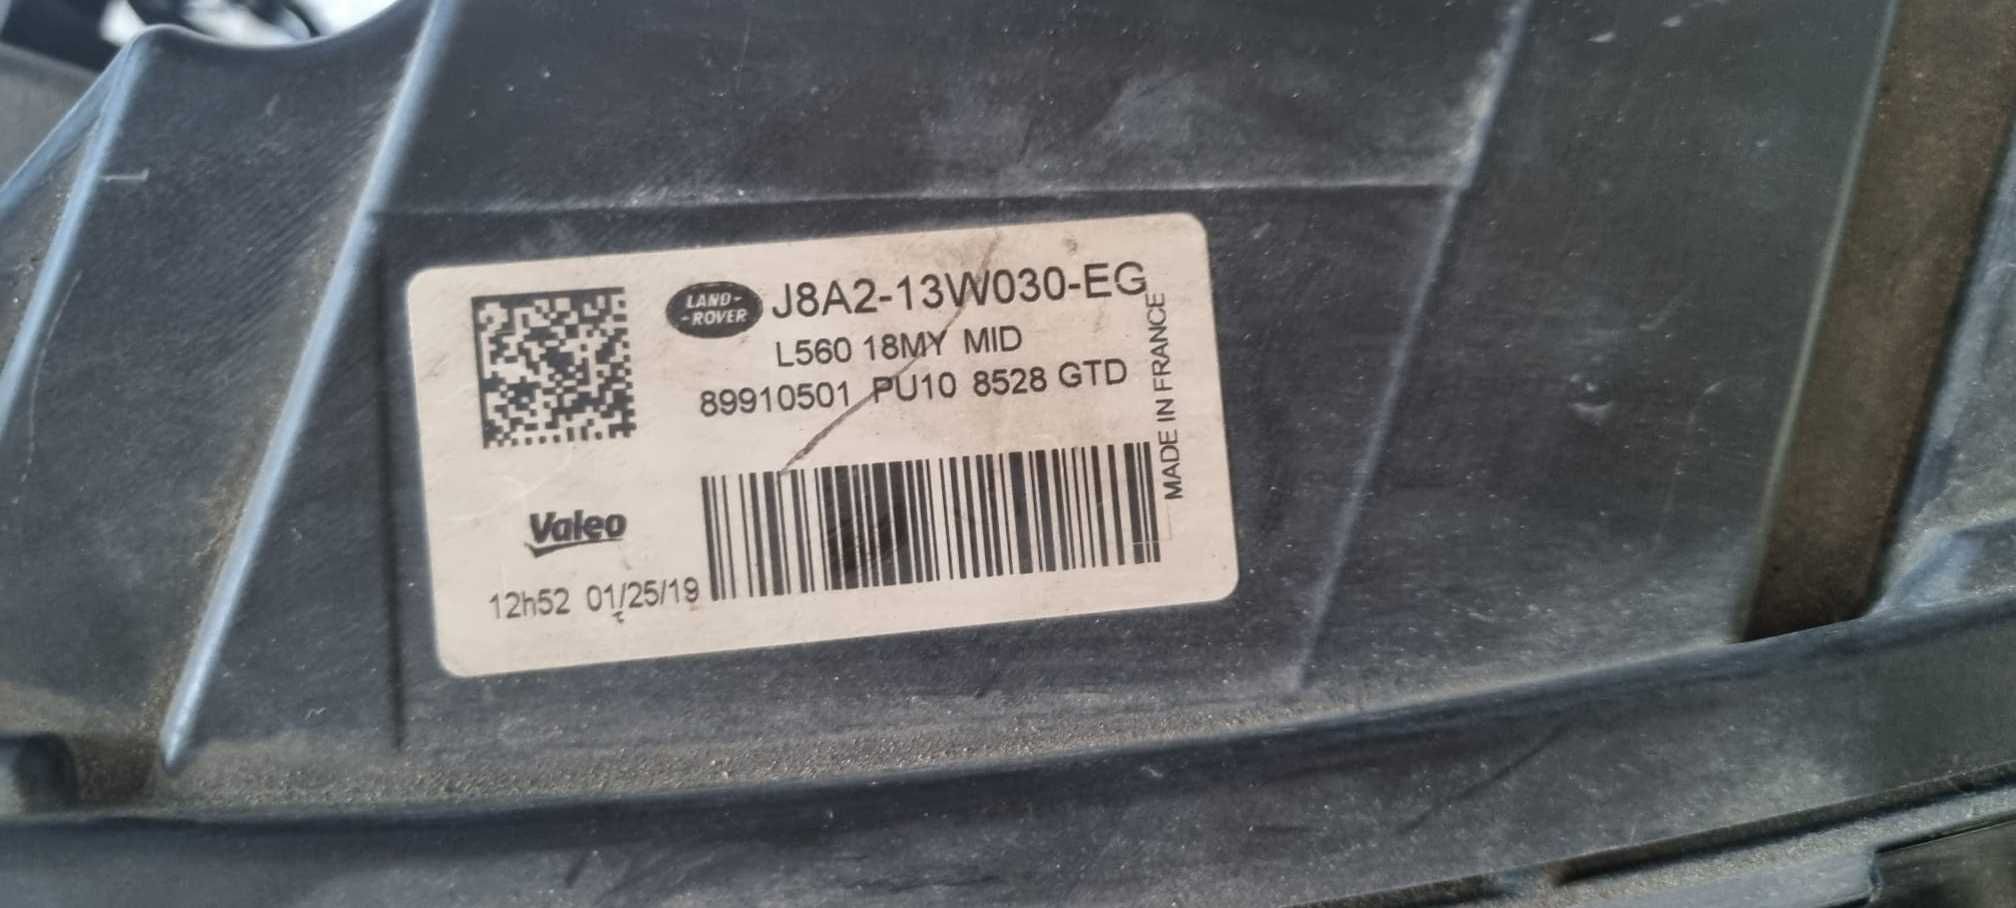 LAND-
-ROVER
J8A2-13W030-EG
L560 18MY MID
89910501 PU10 8528 GTD
MADE IN FRANCE
Valeo
12h52 01/25/19